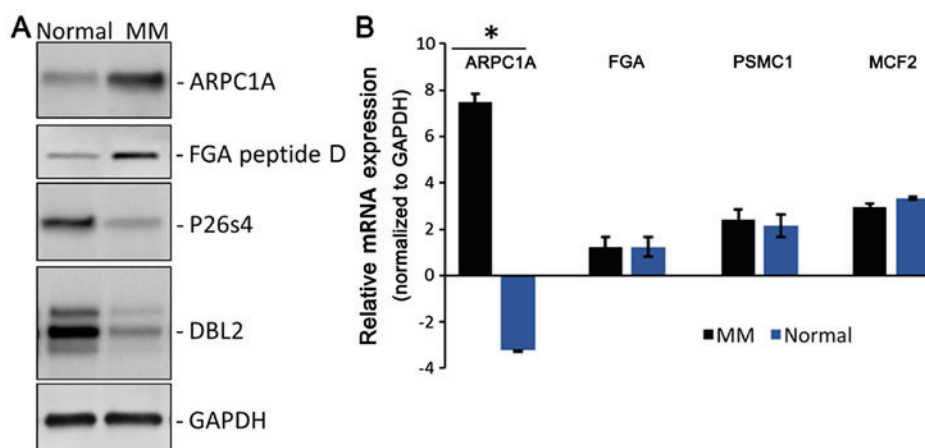 A
Normal MM
- ARPC1A
- FGA peptide D
- P26s4
- DBL2
- GAPDH
B
Relative mRNA expression
(normalized to GAPDH)
10
8
6
4
2
0
-2
-4
*
ARPC1A FGA PSMC1 MCF2
MM Normal